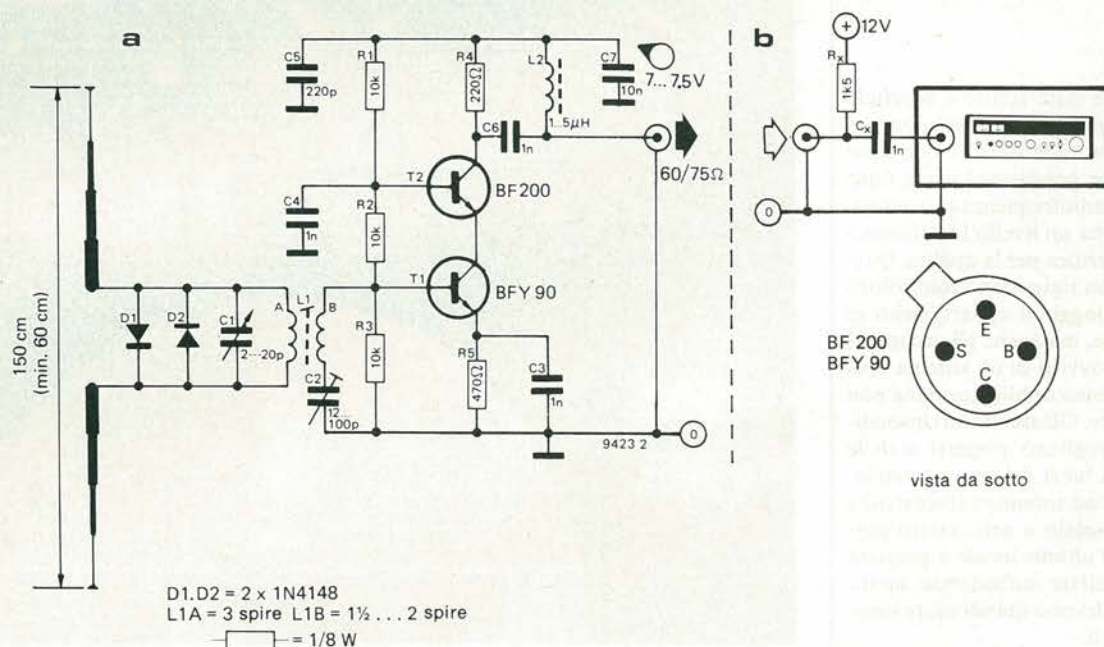 a
b
C5
220p
R1
10k
R4
220Ω
L2
1...5μH
C7
10n
7...7.5V
C6
1n
60/75Ω
T2
BF200
C4
1n
R2
10k
T1
BFY90
150 cm
(min. 60 cm)
D1
D2
C1
2---20p
A
L1
B
C2
12...
100p
R3
10k
R5
470Ω
C3
1n
9423 2
0
+
12V
Rx
1k5
Cx
1n
0
BF 200
BFY 90
E
S
B
C
vista da sotto
D1.D2 = 2 x 1N4148
L1A = 3 spire L1B = 1½ ... 2 spire
= 1/8 W